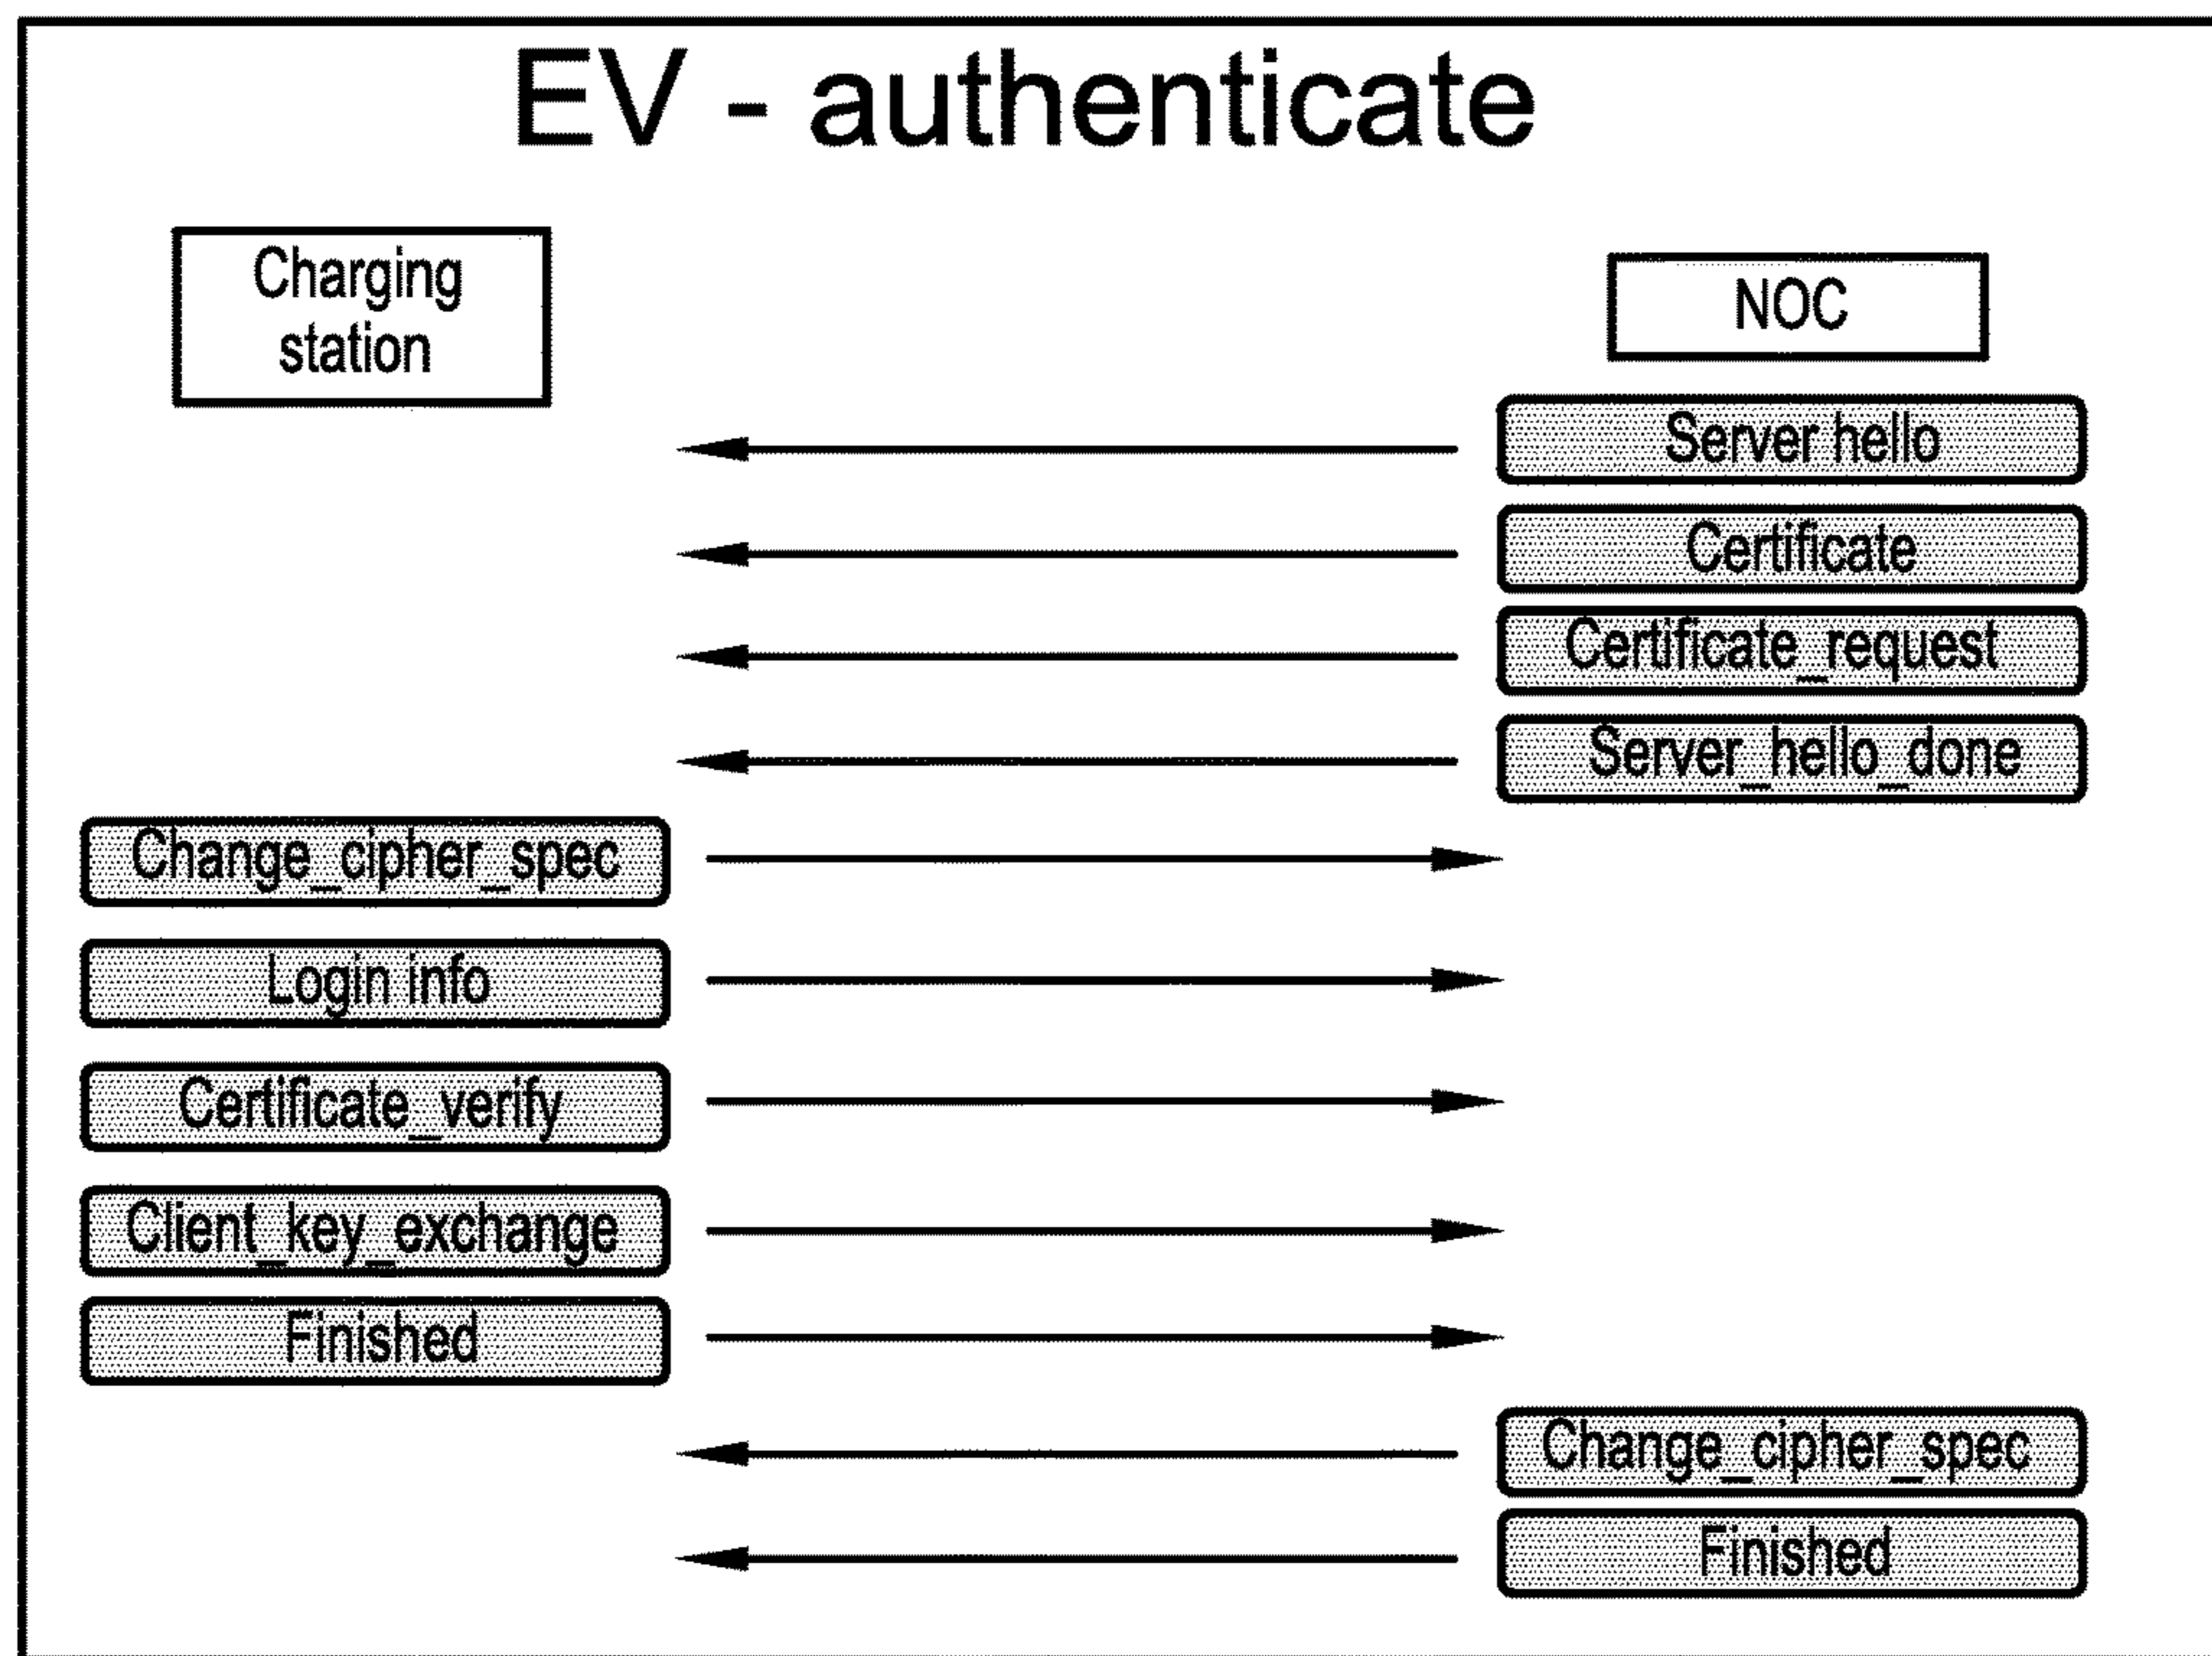 EV - authenticate
Charging
station
NOC
Server hello
Certificate
Certificate_request
Server_hello_done
Change_cipher_spec
Login info
Certificate_verify
Client_key_exchange
Finished
Change_cipher_spec
Finished